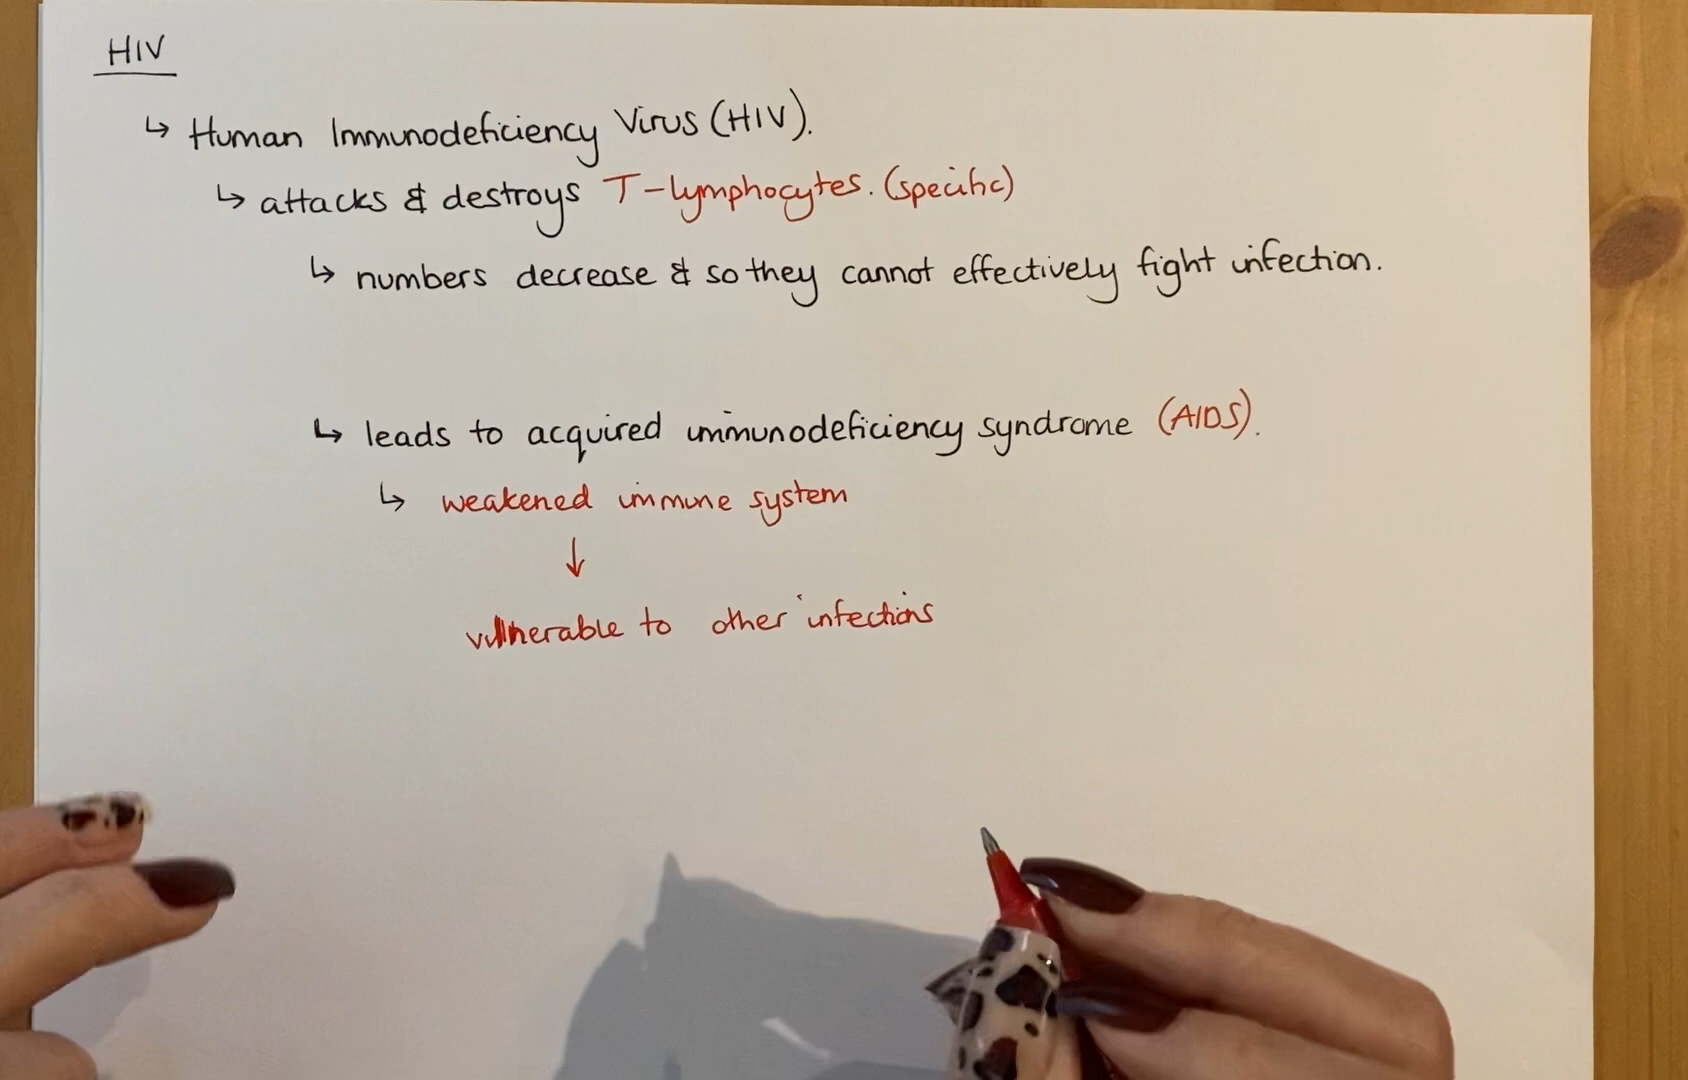 HIV
↳ Human Immunodeficiency Virus (HIV).
↳ attacks & destroys T-lymphocytes. (specific)
↳ numbers decrease & so they cannot effectively fight infection.
↳ leads to acquired immunodeficiency syndrome (AIDS).
↳ weakened immune system
↓
vulnerable to other infections